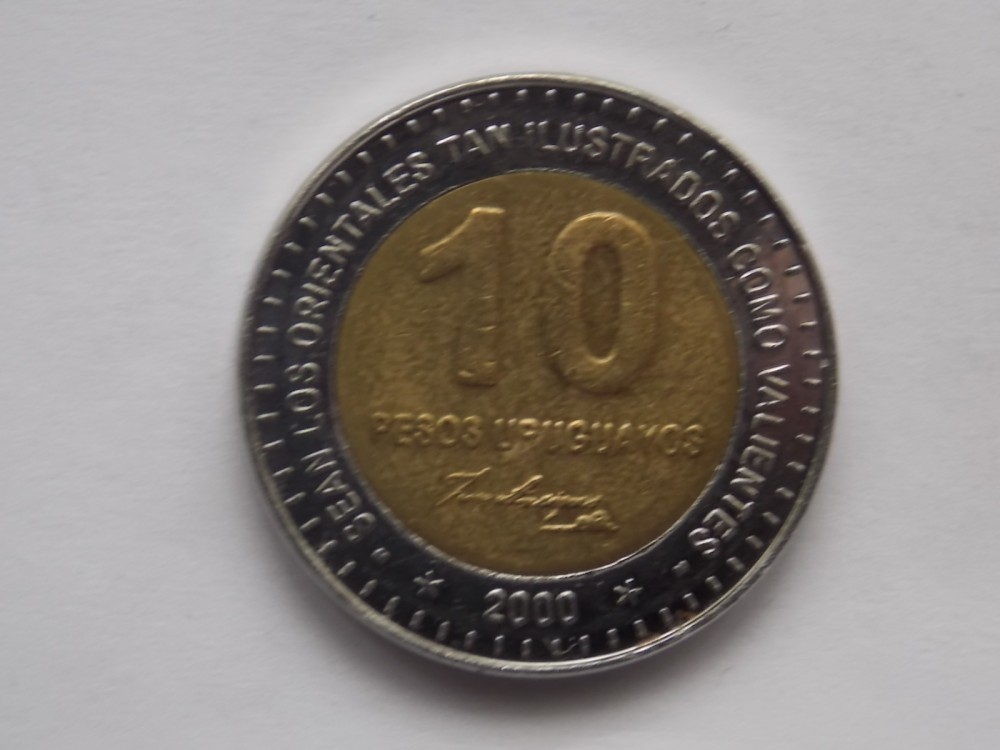 "SEAN LOS ORIENTALES TAN ILUSTRADOS COMO VALIENTES"
10
PESOS URUGUAYOS
* 2000 *